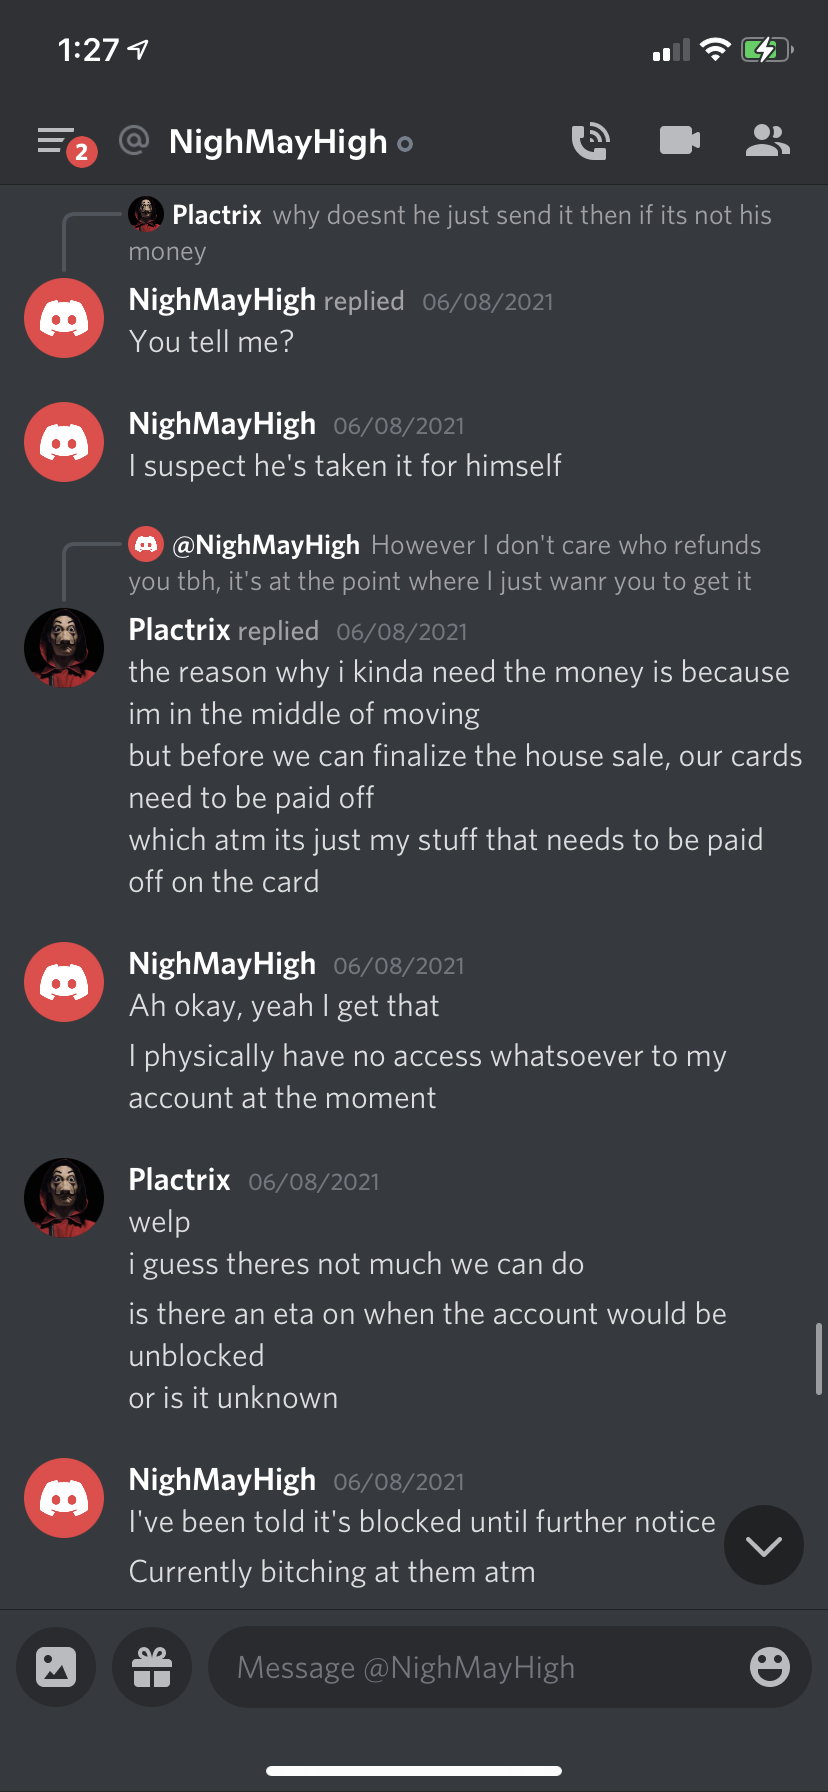 1:27
2
@ NighMayHigh
Plactrix why doesnt he just send it then if its not his
money
NighMayHigh replied 06/08/2021
You tell me?
NighMayHigh 06/08/2021
I suspect he's taken it for himself
@NighMayHigh However I don't care who refunds
you tbh, it's at the point where I just wanr you to get it
Plactrix replied 06/08/2021
the reason why i kinda need the money is because
im in the middle of moving
but before we can finalize the house sale, our cards
need to be paid off
which atm its just my stuff that needs to be paid
off on the card
NighMayHigh 06/08/2021
Ah okay, yeah I get that
I physically have no access whatsoever to my
account at the moment
Plactrix 06/08/2021
welp
i guess theres not much we can do
is there an eta on when the account would be
unblocked
or is it unknown
NighMayHigh 06/08/2021
I've been told it's blocked until further notice
Currently bitching at them atm
Message @NighMayHigh